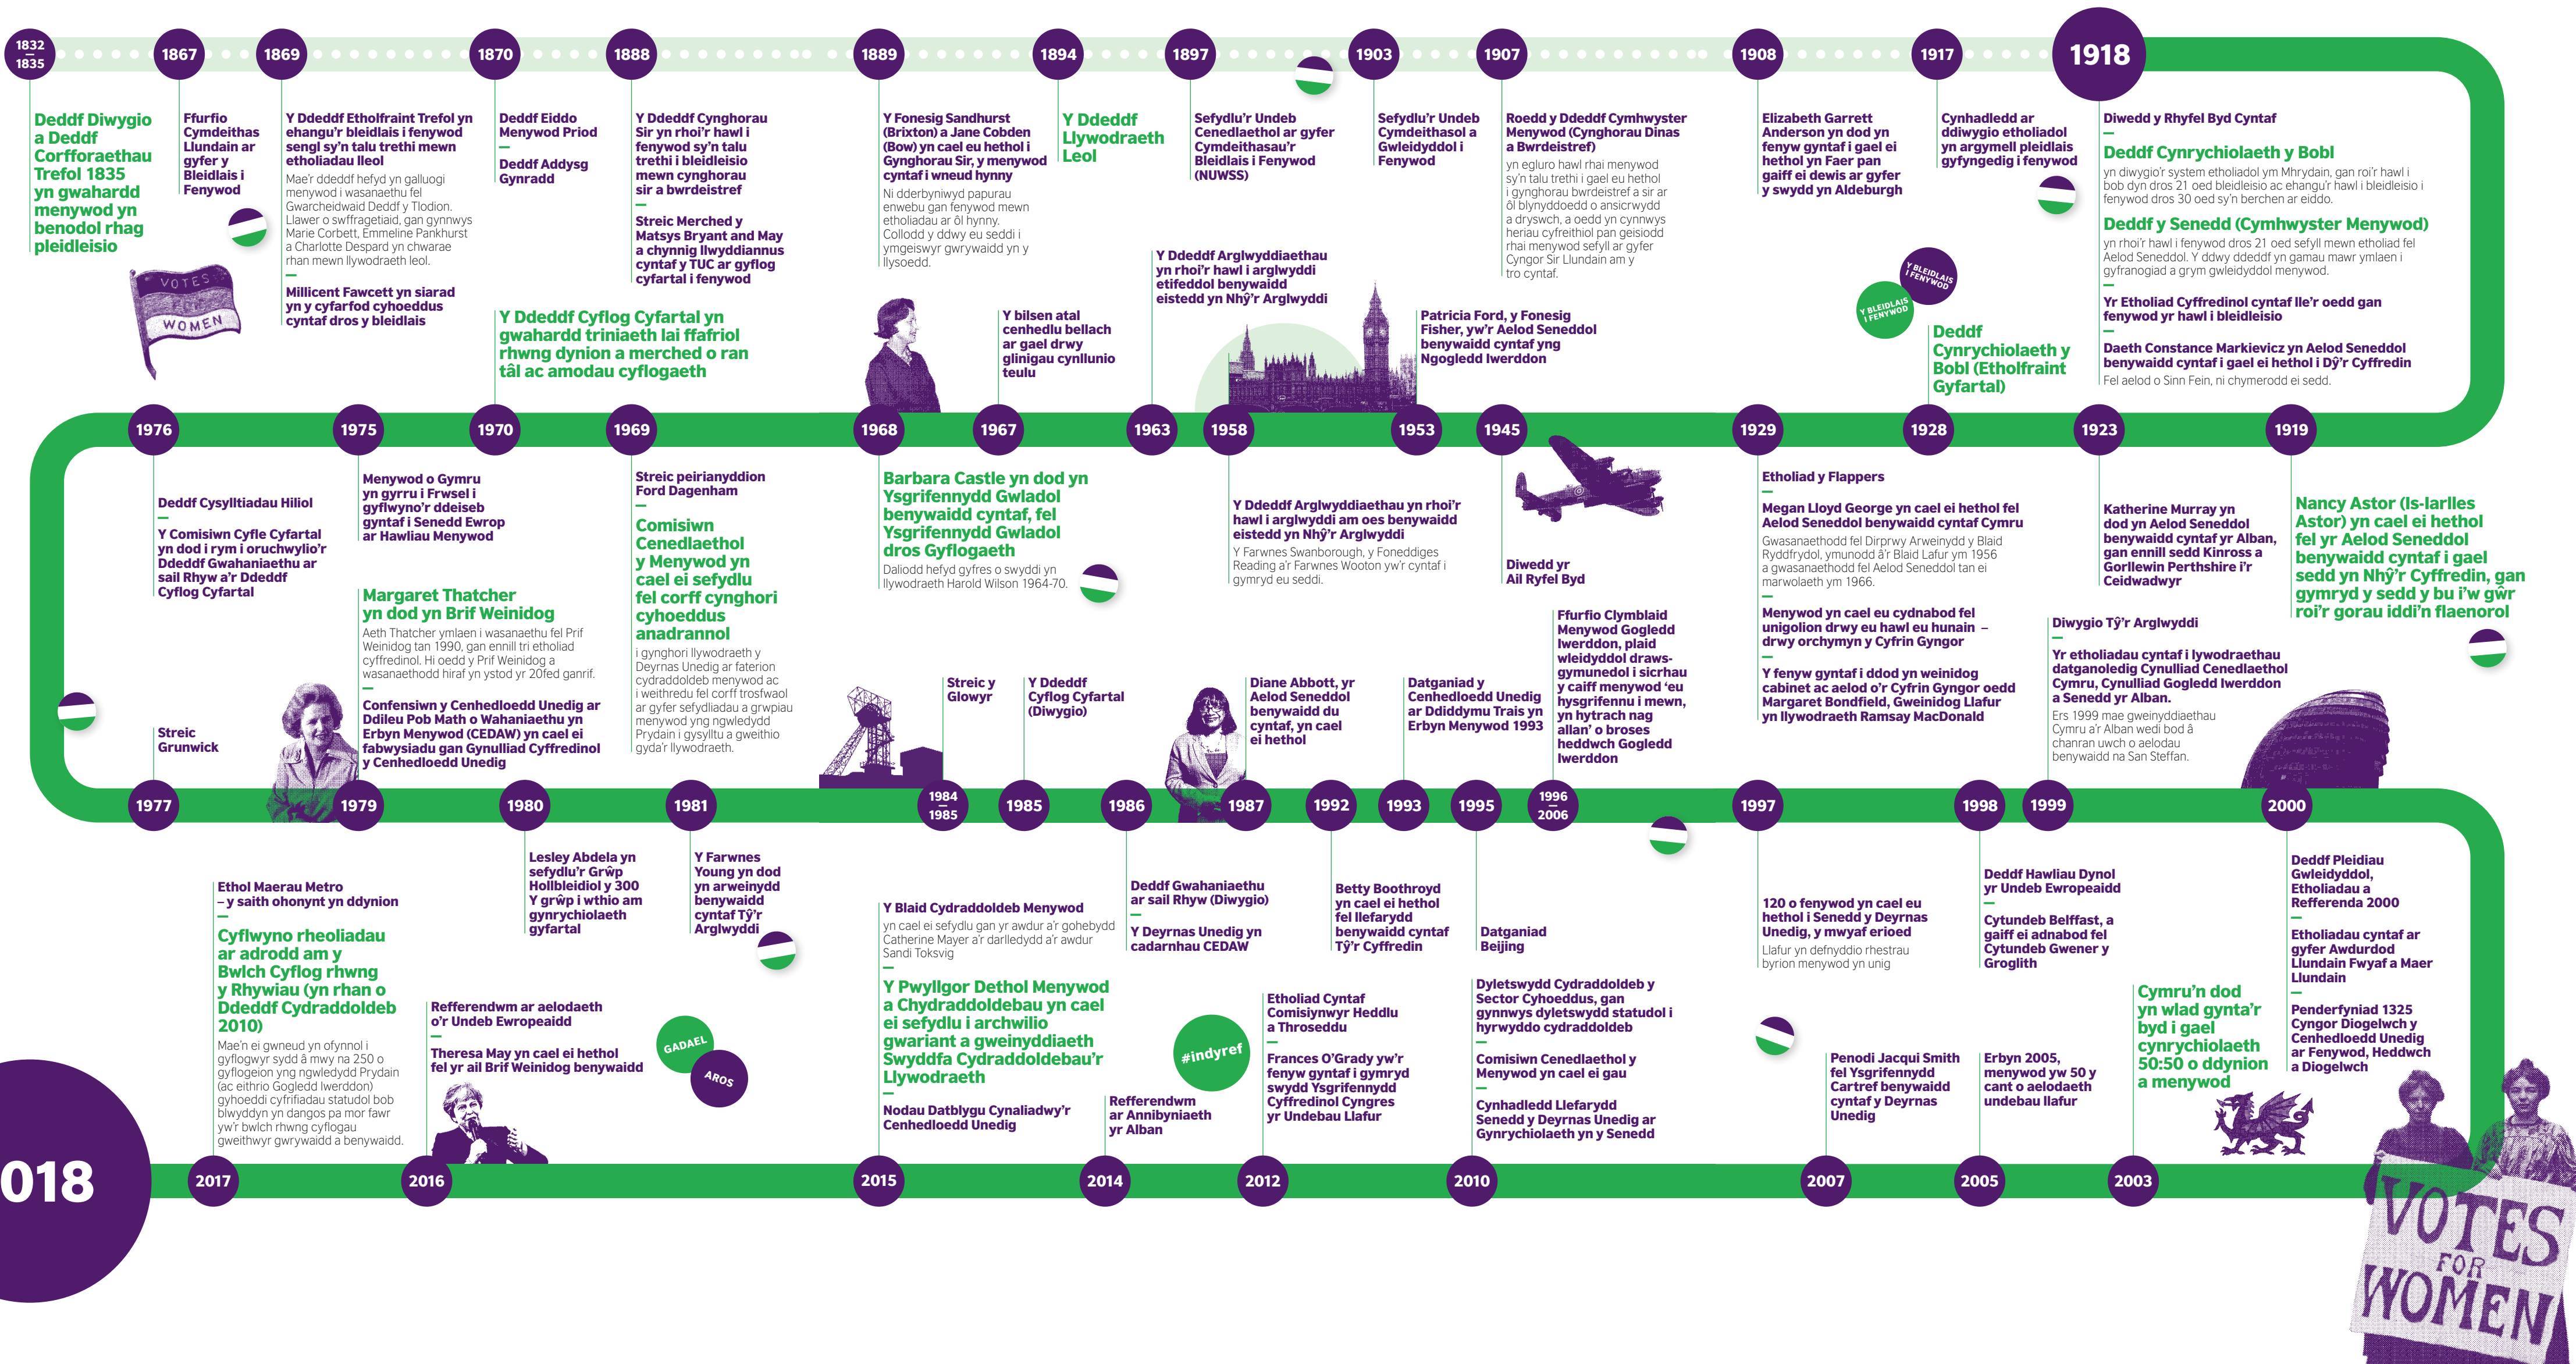 1832
–
1835
Deddf Diwygio
a Deddf
Corfforaethau
Trefol 1835
yn gwahardd
menywod yn
benodol rhag
pleidleisio
VOTES
WOMEN
1867
Ffurfio
Cymdeithas
Llundain ar
gyfer y
Bleidlais i
Fenywod
1869
Y Ddeddf Etholfraint Trefol yn
ehangu’r bleidlais i fenywod
sengl sy’n talu trethi mewn
etholiadau lleol
Mae’r ddeddf hefyd yn galluogi
menywod i wasanaethu fel
Gwarcheidwaid Deddf y Tlodion.
Llawer o swffragetiaid, gan gynnwys
Marie Corbett, Emmeline Pankhurst
a Charlotte Despard yn chwarae
rhan mewn llywodraeth leol.
–
Millicent Fawcett yn siarad
yn y cyfarfod cyhoeddus
cyntaf dros y bleidlais
1870
Deddf Eiddo
Menywod Priod
–
Deddf Addysg
Gynradd
1888
Y Ddeddf Cynghorau
Sir yn rhoi’r hawl i
fenywod sy’n talu
trethi i bleidleisio
mewn cynghorau
sir a bwrdeistref
–
Streic Merched y
Matsys Bryant and May
a chynnig llwyddiannus
cyntaf y TUC ar gyflog
cyfartal i fenywod
1889
Y Fonesig Sandhurst
(Brixton) a Jane Cobden
(Bow) yn cael eu hethol i
Gynghorau Sir, y menywod
cyntaf i wneud hynny
Ni dderbyniwyd papurau
enwebu gan fenywod mewn
etholiadau ar ôl hynny.
Collodd y ddwy eu seddi i
ymgeiswyr gwrywaidd yn y
llysoedd.
1894
Y Ddeddf
Llywodraeth
Leol
1897
Sefydlu’r Undeb
Cenedlaethol ar gyfer
Cymdeithasau’r
Bleidlais i Fenywod
(NUWSS)
1903
Sefydlu’r Undeb
Cymdeithasol a
Gwleidyddol i
Fenywod
1907
Roedd y Ddeddf Cymhwyster
Menywod (Cynghorau Dinas
a Bwrdeistref)
yn egluro hawl rhai menywod
sy’n talu trethi i gael eu hethol
i gynghorau bwrdeistref a sir ar
ôl blynyddoedd o ansicrwydd
a dryswch, a oedd yn cynnwys
heriau cyfreithiol pan geisiodd
rhai menywod sefyll ar gyfer
Cyngor Sir Llundain am y
tro cyntaf.
1908
Elizabeth Garrett
Anderson yn dod yn
fenyw gyntaf i gael ei
hethol yn Faer pan
gaiff ei dewis ar gyfer
y swydd yn Aldeburgh
1917
Cynhadledd ar
ddiwygio etholiadol
yn argymell pleidlais
gyfyngedig i fenywod
Y BLEIDLAIS
I FENYWOD
Y BLEIDLAIS
I FENYWOD
1918
Diwedd y Rhyfel Byd Cyntaf
–
Deddf Cynrychiolaeth y Bobl
yn diwygio’r system etholiadol ym Mhrydain, gan roi’r hawl i
bob dyn dros 21 oed bleidleisio ac ehangu’r hawl i bleidleisio i
fenywod dros 30 oed sy’n berchen ar eiddo.
Deddf y Senedd (Cymhwyster Menywod)
yn rhoi’r hawl i fenywod dros 21 oed sefyll mewn etholiad fel
Aelod Seneddol. Y ddwy ddeddf yn gamau mawr ymlaen i
gyfranogiad a grym gwleidyddol menywod.
–
Yr Etholiad Cyffredinol cyntaf lle’r oedd gan
fenywod yr hawl i bleidleisio
–
Daeth Constance Markievicz yn Aelod Seneddol
benywaidd cyntaf i gael ei hethol i Dŷ’r Cyffredin
Fel aelod o Sinn Fein, ni chymerodd ei sedd.
1919
Nancy Astor (Is-Iarlles
Astor) yn cael ei hethol
fel yr Aelod Seneddol
benywaidd cyntaf i gael
sedd yn Nhŷ’r Cyffredin, gan
gymryd y sedd y bu i’w gŵr
roi’r gorau iddi’n flaenorol
1923
Katherine Murray yn
dod yn Aelod Seneddol
benywaidd cyntaf yr Alban,
gan ennill sedd Kinross a
Gorllewin Perthshire i’r
Ceidwadwyr
1928
Deddf
Cynrychiolaeth y
Bobl (Etholfraint
Gyfartal)
1929
Etholiad y Flappers
–
Megan Lloyd George yn cael ei hethol fel
Aelod Seneddol benywaidd cyntaf Cymru
Gwasanaethodd fel Dirprwy Arweinydd y Blaid
Ryddfrydol, ymunodd â’r Blaid Lafur ym 1956
a gwasanaethodd fel Aelod Seneddol tan ei
marwolaeth ym 1966.
–
Menywod yn cael eu cydnabod fel
unigolion drwy eu hawl eu hunain –
drwy orchymyn y Cyfrin Gyngor
–
Y fenyw gyntaf i ddod yn weinidog
cabinet ac aelod o’r Cyfrin Gyngor oedd
Margaret Bondfield, Gweinidog Llafur
yn llywodraeth Ramsay MacDonald
1945
Diwedd yr
Ail Ryfel Byd
1953
Patricia Ford, y Fonesig
Fisher, yw’r Aelod Seneddol
benywaidd cyntaf yng
Ngogledd Iwerddon
1958
Y Ddeddf Arglwyddiaethau yn rhoi’r
hawl i arglwyddi am oes benywaidd
eistedd yn Nhŷ’r Arglwyddi
Y Farwnes Swanborough, y Foneddiges
Reading a’r Farwnes Wooton yw’r cyntaf i
gymryd eu seddi.
1963
Y Ddeddf Arglwyddiaethau
yn rhoi’r hawl i arglwyddi
etifeddol benywaidd
eistedd yn Nhŷ’r Arglwyddi
1967
Y bilsen atal
cenhedlu bellach
ar gael drwy
glinigau cynllunio
teulu
1968
Barbara Castle yn dod yn
Ysgrifennydd Gwladol
benywaidd cyntaf, fel
Ysgrifennydd Gwladol
dros Gyflogaeth
Daliodd hefyd gyfres o swyddi yn
llywodraeth Harold Wilson 1964-70.
1969
Streic peirianyddion
Ford Dagenham
–
Comisiwn
Cenedlaethol
y Menywod yn
cael ei sefydlu
fel corff cynghori
cyhoeddus
anadrannol
i gynghori llywodraeth y
Deyrnas Unedig ar faterion
cydraddoldeb menywod ac
i weithredu fel corff trosfwaol
ar gyfer sefydliadau a grwpiau
menywod yng ngwledydd
Prydain i gysylltu a gweithio
gyda’r llywodraeth.
1970
Y Ddeddf Cyflog Cyfartal yn
gwahardd triniaeth lai ffafriol
rhwng dynion a merched o ran
tâl ac amodau cyflogaeth
1975
Menywod o Gymru
yn gyrru i Frwsel i
gyflwyno’r ddeiseb
gyntaf i Senedd Ewrop
ar Hawliau Menywod
1976
Deddf Cysylltiadau Hiliol
–
Y Comisiwn Cyfle Cyfartal
yn dod i rym i oruchwylio’r
Ddeddf Gwahaniaethu ar
sail Rhyw a’r Ddeddf
Cyflog Cyfartal
1977
Streic
Grunwick
1979
Margaret Thatcher
yn dod yn Brif Weinidog
Aeth Thatcher ymlaen i wasanaethu fel Prif
Weinidog tan 1990, gan ennill tri etholiad
cyffredinol. Hi oedd y Prif Weinidog a
wasanaethodd hiraf yn ystod yr 20fed ganrif.
–
Confensiwn y Cenhedloedd Unedig ar
Ddileu Pob Math o Wahaniaethu yn
Erbyn Menywod (CEDAW) yn cael ei
fabwysiadu gan Gynulliad Cyffredinol
y Cenhedloedd Unedig
1980
Lesley Abdela yn
sefydlu’r Grŵp
Hollbleidiol y 300
Y grŵp i wthio am
gynrychiolaeth
gyfartal
1981
Y Farwnes
Young yn dod
yn arweinydd
benywaidd
cyntaf Tŷ’r
Arglwyddi
1984
–
1985
Streic y
Glowyr
1985
Y Ddeddf
Cyflog Cyfartal
(Diwygio)
1986
Deddf Gwahaniaethu
ar sail Rhyw (Diwygio)
–
Y Deyrnas Unedig yn
cadarnhau CEDAW
1987
Diane Abbott, yr
Aelod Seneddol
benywaidd du
cyntaf, yn cael
ei hethol
1992
Betty Boothroyd
yn cael ei hethol
fel llefarydd
benywaidd cyntaf
Tŷ’r Cyffredin
1993
Datganiad y
Cenhedloedd Unedig
ar Ddiddymu Trais yn
Erbyn Menywod 1993
1995
Datganiad
Beijing
1996
–
2006
Ffurfio Clymblaid
Menywod Gogledd
Iwerddon, plaid
wleidyddol draws-
gymunedol i sicrhau
y caiff menywod ‘eu
hysgrifennu i mewn,
yn hytrach nag
allan’ o broses
heddwch Gogledd
Iwerddon
1997
120 o fenywod yn cael eu
hethol i Senedd y Deyrnas
Unedig, y mwyaf erioed
Llafur yn defnyddio rhestrau
byrion menywod yn unig
1998
Deddf Hawliau Dynol
yr Undeb Ewropeaidd
–
Cytundeb Belffast, a
gaiff ei adnabod fel
Cytundeb Gwener y
Groglith
1999
Diwygio Tŷ’r Arglwyddi
–
Yr etholiadau cyntaf i lywodraethau
datganoledig Cynulliad Cenedlaethol
Cymru, Cynulliad Gogledd Iwerddon
a Senedd yr Alban.
Ers 1999 mae gweinyddiaethau
Cymru a’r Alban wedi bod â
chanran uwch o aelodau
benywaidd na San Steffan.
2000
Deddf Pleidiau
Gwleidyddol,
Etholiadau a
Refferenda 2000
–
Etholiadau cyntaf ar
gyfer Awdurdod
Llundain Fwyaf a Maer
Llundain
–
Penderfyniad 1325
Cyngor Diogelwch y
Cenhedloedd Unedig
ar Fenywod, Heddwch
a Diogelwch
VOTES
FOR
WOMEN
2003
Cymru’n dod
yn wlad gynta’r
byd i gael
cynrychiolaeth
50:50 o ddynion
a menywod
2005
Erbyn 2005,
menywod yw 50 y
cant o aelodaeth
undebau llafur
2007
Penodi Jacqui Smith
fel Ysgrifennydd
Cartref benywaidd
cyntaf y Deyrnas
Unedig
2010
Dyletswydd Cydraddoldeb y
Sector Cyhoeddus, gan
gynnwys dyletswydd statudol i
hyrwyddo cydraddoldeb
–
Comisiwn Cenedlaethol y
Menywod yn cael ei gau
–
Cynhadledd Llefarydd
Senedd y Deyrnas Unedig ar
Gynrychiolaeth yn y Senedd
2012
Etholiad Cyntaf
Comisiynwyr Heddlu
a Throseddu
–
Frances O’Grady yw’r
fenyw gyntaf i gymryd
swydd Ysgrifennydd
Cyffredinol Cyngres
yr Undebau Llafur
2014
#indyref
Refferendwm
ar Annibyniaeth
yr Alban
2015
Y Blaid Cydraddoldeb Menywod
yn cael ei sefydlu gan yr awdur a’r gohebydd
Catherine Mayer a’r darlledydd a’r awdur
Sandi Toksvig
–
Y Pwyllgor Dethol Menywod
a Chydraddoldebau yn cael
ei sefydlu i archwilio
gwariant a gweinyddiaeth
Swyddfa Cydraddoldebau’r
Llywodraeth
–
Nodau Datblygu Cynaliadwy’r
Cenhedloedd Unedig
2016
Refferendwm ar aelodaeth
o’r Undeb Ewropeaidd
–
Theresa May yn cael ei hethol
fel yr ail Brif Weinidog benywaidd
GADAEL
AROS
2017
Ethol Maerau Metro
– y saith ohonynt yn ddynion
–
Cyflwyno rheoliadau
ar adrodd am y
Bwlch Cyflog rhwng
y Rhywiau (yn rhan o
Ddeddf Cydraddoldeb
2010)
Mae’n ei gwneud yn ofynnol i
gyflogwyr sydd â mwy na 250 o
gyflogeion yng ngwledydd Prydain
(ac eithrio Gogledd Iwerddon)
gyhoeddi cyfrifiadau statudol bob
blwyddyn yn dangos pa mor fawr
yw’r bwlch rhwng cyflogau
gweithwyr gwrywaidd a benywaidd.
018